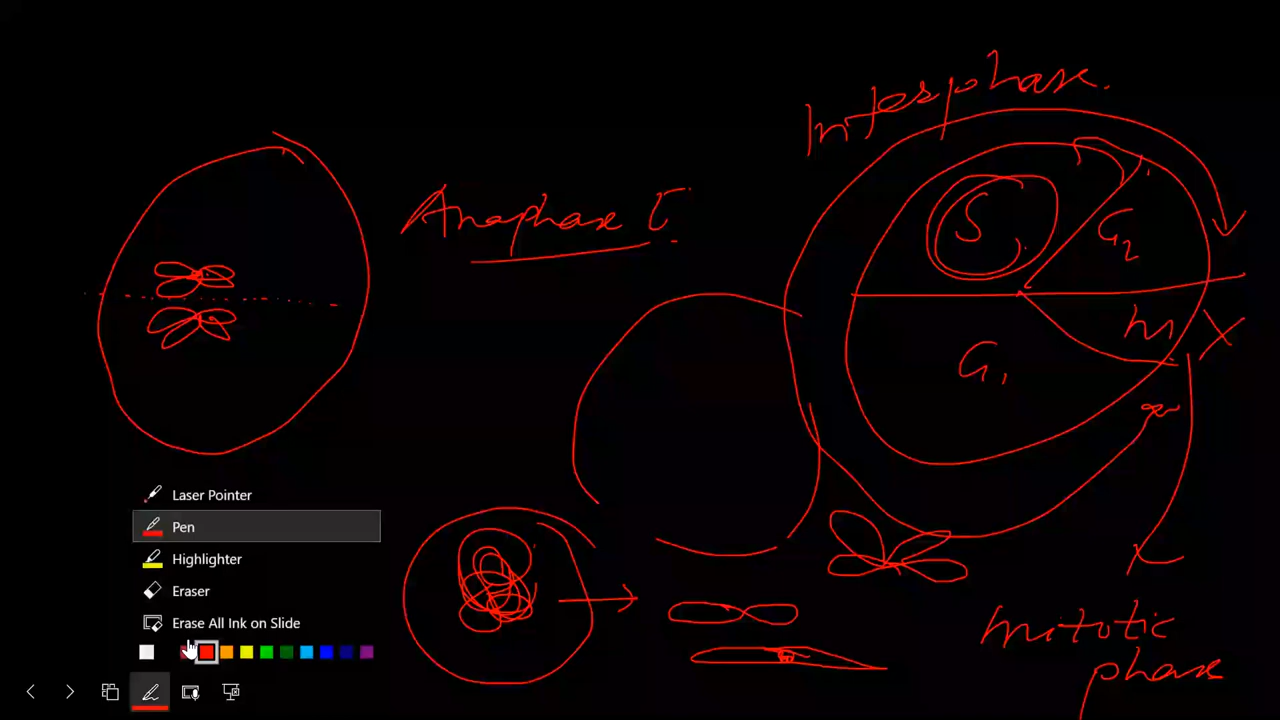 Interphase.
Anaphase I
S
G2
M
G1
mitotic
phase
Laser Pointer
Pen
Highlighter
Eraser
Erase All Ink on Slide